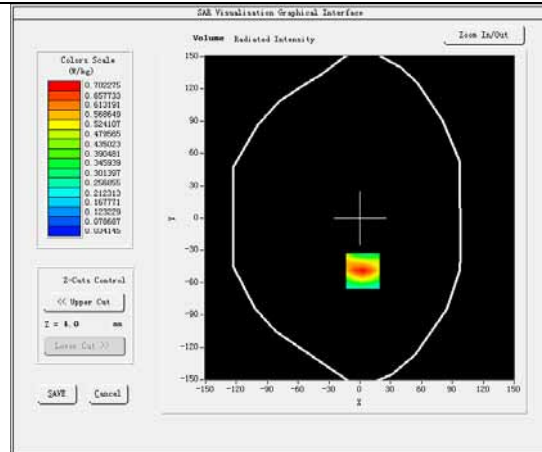 SAR Visualisation Graphical Interface
Volume Radiated Intensity
Zoom In/Out
Colors Scale
(W/kg)
0.702275
0.657733
0.613191
0.568649
0.524107
0.479565
0.435023
0.390481
0.345939
0.301397
0.256855
0.212313
0.167771
0.123229
0.078687
0.034145
Z-Cuts Control
<< Upper Cut
Z = 4.0 mm
Lower Cut >>
SAVE
Cancel
150
120
90
60
30
0
-30
-60
-90
-120
-150
Y
-150 -120 -90 -60 -30 0 30 60 90 120 150
X